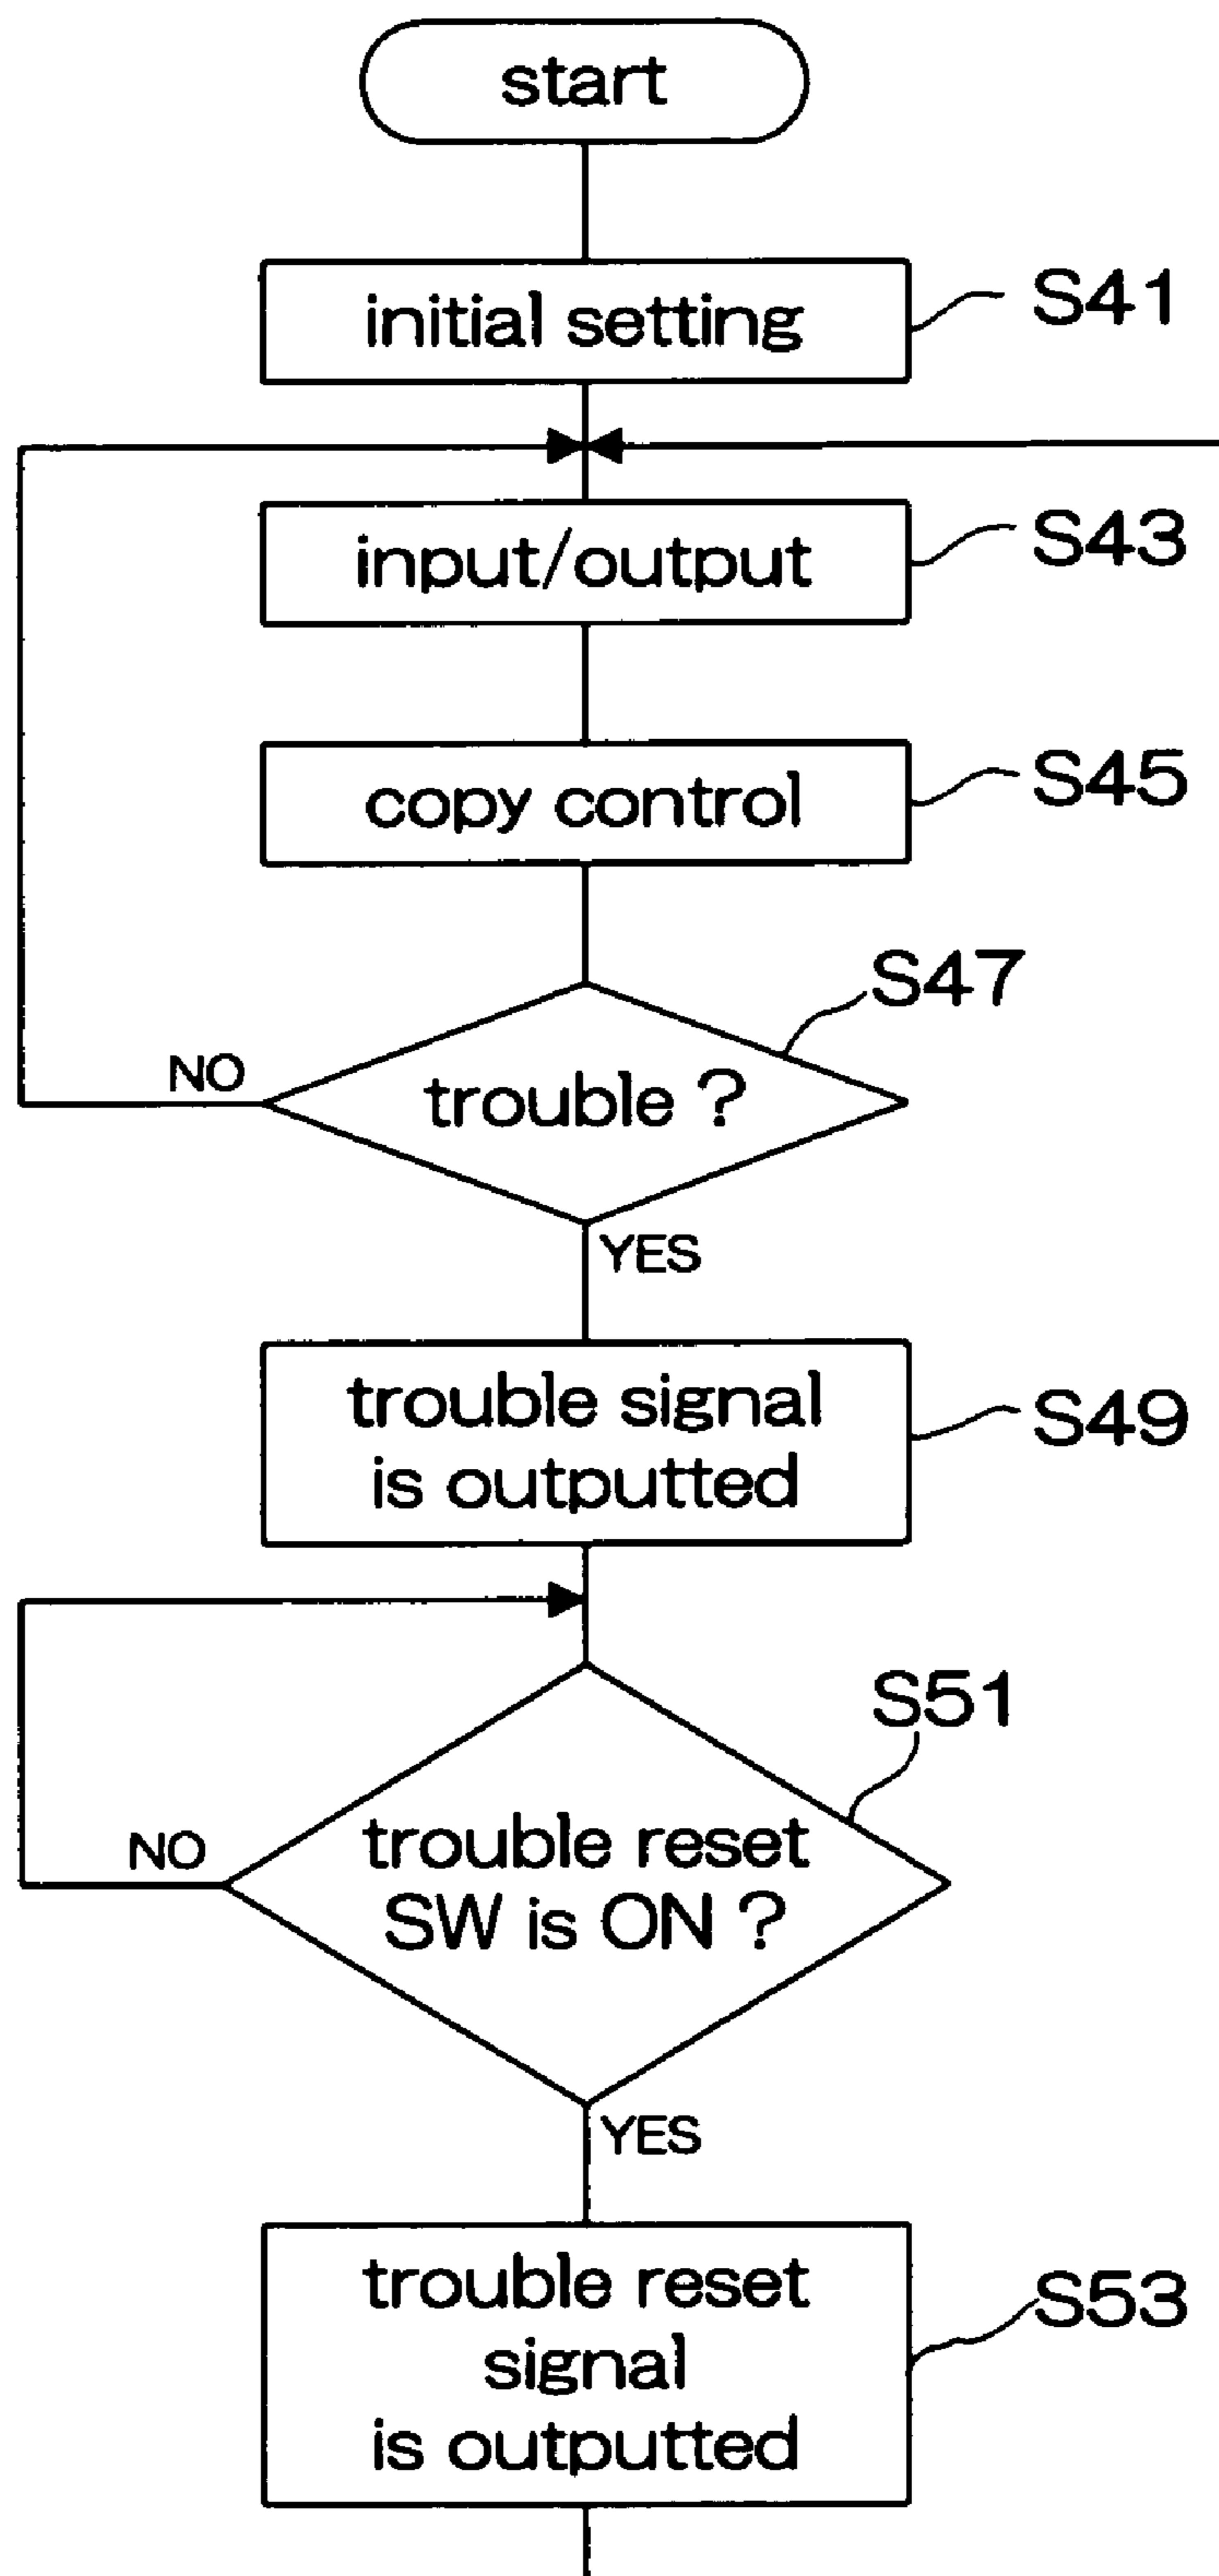 start
initial setting
S41
input/output
S43
copy control
S45
S47
trouble ?
NO
YES
trouble signal
is outputted
S49
S51
trouble reset
SW is ON ?
NO
YES
trouble reset
signal
is outputted
S53